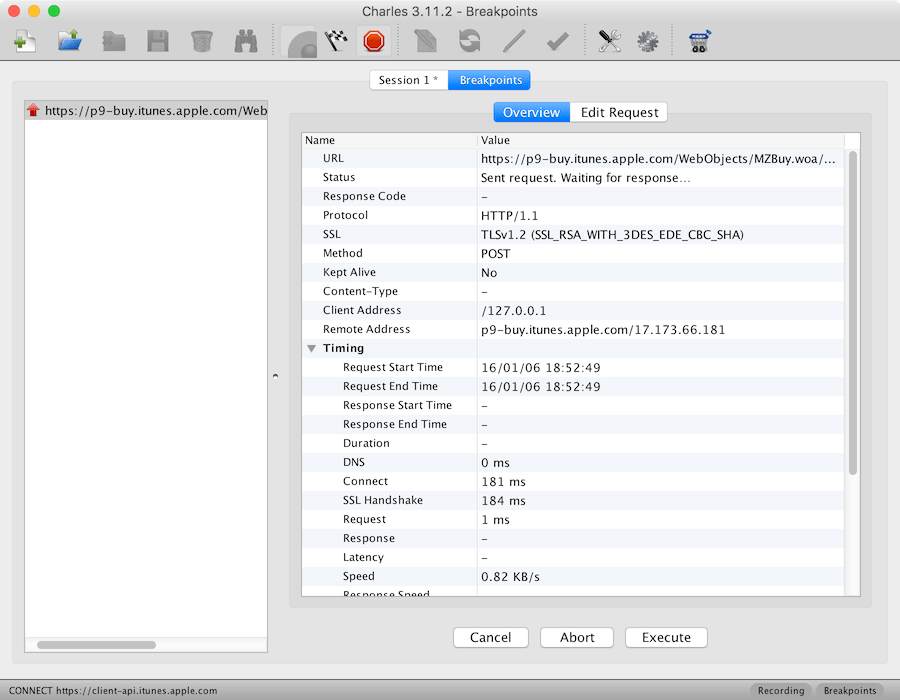 Charles 3.11.2 - Breakpoints
Session 1 * Breakpoints
https://p9-buy.itunes.apple.com/Web
Overview Edit Request
Name Value
URL https://p9-buy.itunes.apple.com/WebObjects/MZBuy.woa/...
Status Sent request. Waiting for response...
Response Code –
Protocol HTTP/1.1
SSL TLSv1.2 (SSL_RSA_WITH_3DES_EDE_CBC_SHA)
Method POST
Kept Alive No
Content-Type –
Client Address /127.0.0.1
Remote Address p9-buy.itunes.apple.com/17.173.66.181
Timing
Request Start Time 16/01/06 18:52:49
Request End Time 16/01/06 18:52:49
Response Start Time –
Response End Time –
Duration –
DNS 0 ms
Connect 181 ms
SSL Handshake 184 ms
Request 1 ms
Response –
Latency –
Speed 0.82 KB/s
Response Speed
Cancel Abort Execute
CONNECT https://client-api.itunes.apple.com Recording Breakpoints